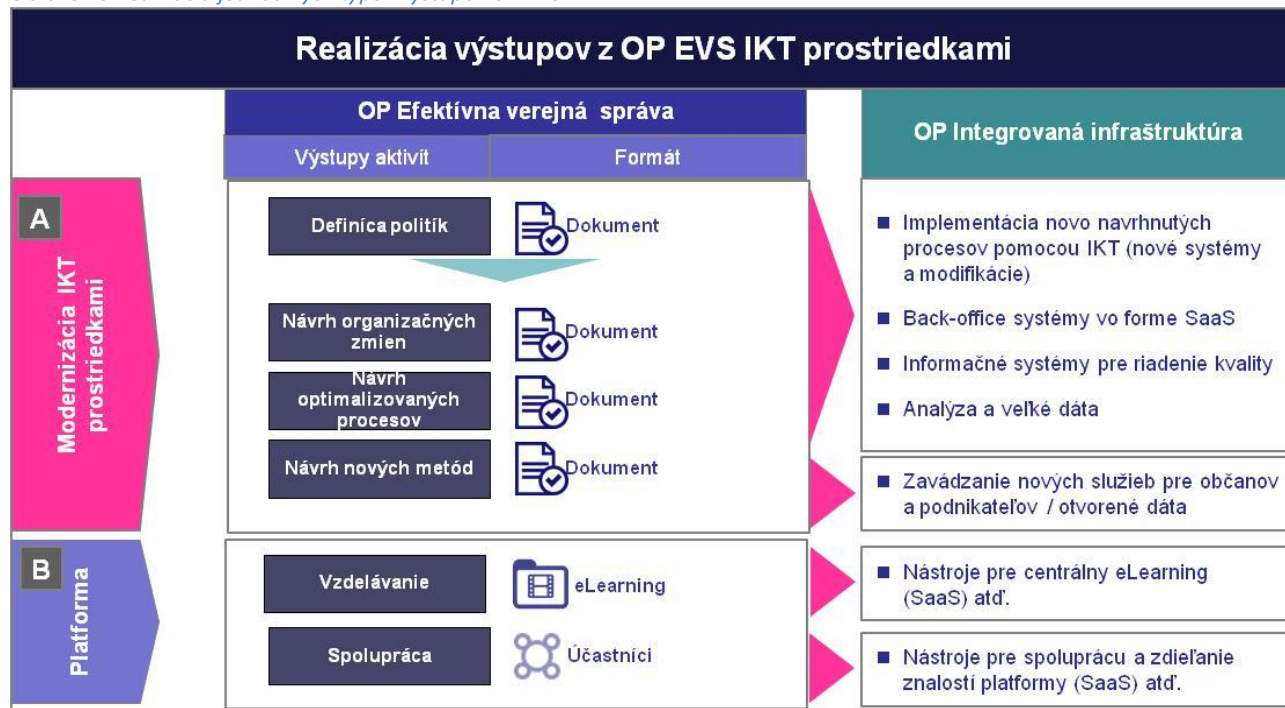 Realizácia výstupov z OP EVS IKT prostriedkami
OP Efektívna verejná správa
Výstupy aktivít
Formát
OP Integrovaná infraštruktúra
A
Modernizácia IKT
prostriedkami
Definíca politík
Dokument
Návrh organizačných
zmien
Dokument
Návrh
optimalizovaných
procesov
Dokument
Návrh nových metód
Dokument
■ Implementácia novo navrhnutých
procesov pomocou IKT (nové systémy
a modifikácie)
■ Back-office systémy vo forme SaaS
■ Informačné systémy pre riadenie kvality
■ Analýza a veľké dáta
■ Zavádzanie nových služieb pre občanov
a podnikateľov / otvorené dáta
B
Platforma
Vzdelávanie
eLearning
Spolupráca
Účastníci
■ Nástroje pre centrálny eLearning
(SaaS) atď.
■ Nástroje pre spoluprácu a zdieľanie
znalostí platformy (SaaS) atď.